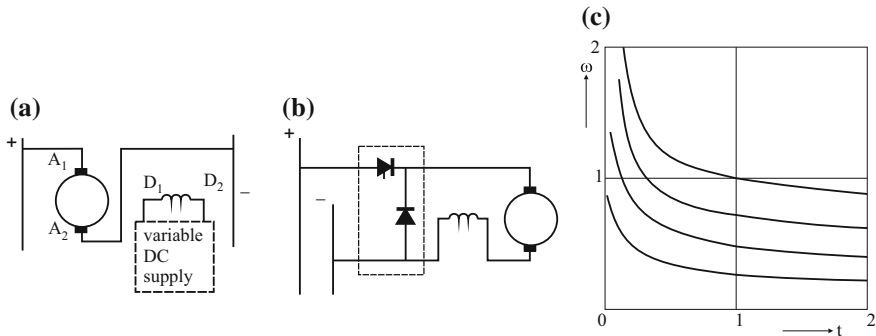 (a)
+
A1
A2
D1
D2
−
variable
DC
supply
(b)
+
−
(c)
2
ω
1
0
1
t
2